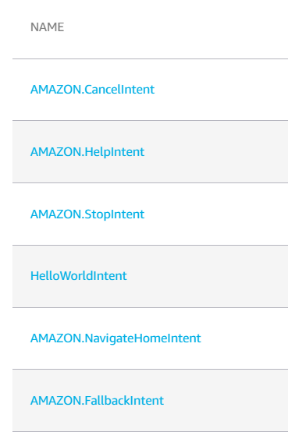 NAME
AMAZON.CancelIntent
AMAZON.HelpIntent
AMAZON.StopIntent
HelloWorldIntent
AMAZON.NavigateHomeIntent
AMAZON.FallbackIntent